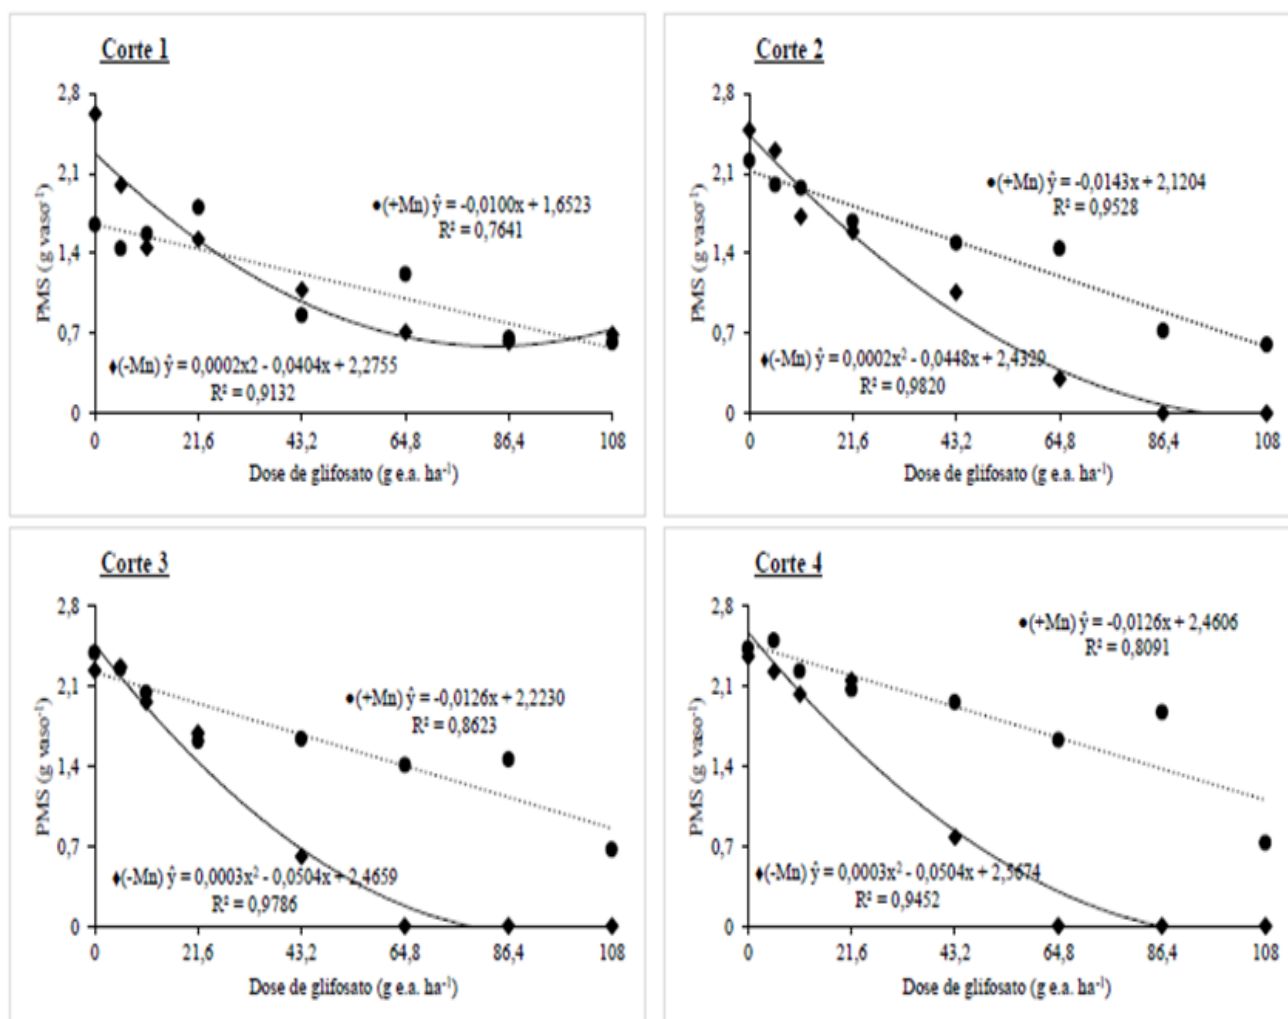 Corte 1
2,8
2,1
1,4
0,7
0
PMS (g vaso⁻¹)
●(+Mn) ŷ = -0,0100x + 1,6523
R² = 0,7641
♦(-Mn) ŷ = 0,0002x2 - 0,0404x + 2,2755
R² = 0,9132
0 21,6 43,2 64,8 86,4 108
Dose de glifosato (g e.a. ha⁻¹)
Corte 2
2,8
2,1
1,4
0,7
0
PMS (g vaso⁻¹)
●(+Mn) ŷ = -0,0143x + 2,1204
R² = 0,9528
♦(-Mn) ŷ = 0,0002x² - 0,0448x + 2,4329
R² = 0,9820
0 21,6 43,2 64,8 86,4 108
Dose de glifosato (g e.a. ha⁻¹)
Corte 3
2,8
2,1
1,4
0,7
0
PMS (g vaso⁻¹)
●(+Mn) ŷ = -0,0126x + 2,2230
R² = 0,8623
♦(-Mn) ŷ = 0,0003x² - 0,0504x + 2,4659
R² = 0,9786
0 21,6 43,2 64,8 86,4 108
Dose de glifosato (g e.a. ha⁻¹)
Corte 4
2,8
2,1
1,4
0,7
0
PMS (g vaso⁻¹)
●(+Mn) ŷ = -0,0126x + 2,4606
R² = 0,8091
♦(-Mn) ŷ = 0,0003x² - 0,0504x + 2,5674
R² = 0,9452
0 21,6 43,2 64,8 86,4 108
Dose de glifosato (g e.a. ha⁻¹)